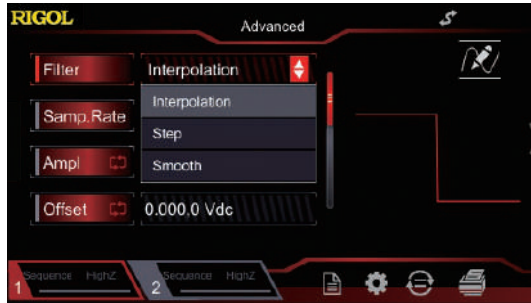 RIGOL
Advanced
Filter
Interpolation
Interpolation
Samp.Rate
Step
Ampl
Smooth
Offset
0.000,0 Vdc
1 Sequence HighZ
2 Sequence HighZ